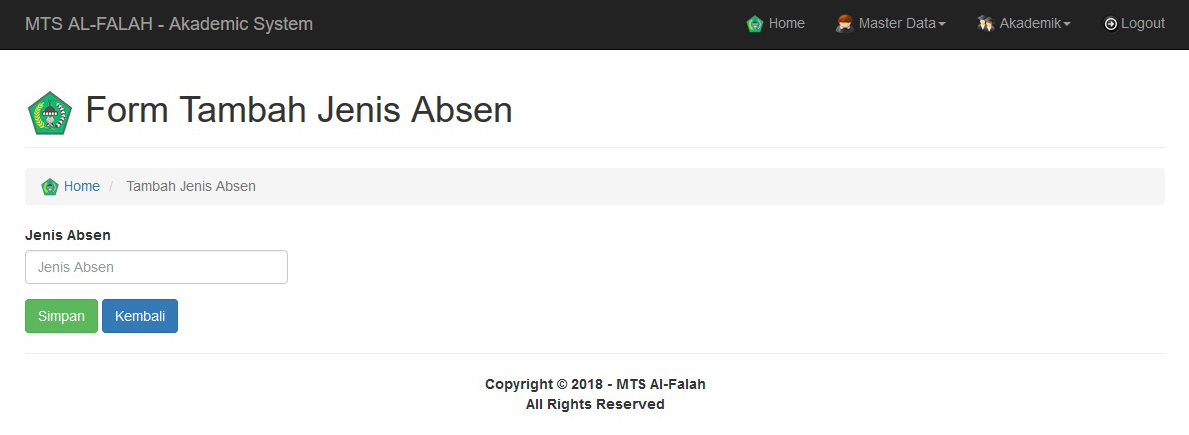 MTS AL-FALAH - Akademic System Home Master Data Akademik Logout
Form Tambah Jenis Absen
Home / Tambah Jenis Absen
Jenis Absen
Jenis Absen
Simpan Kembali
Copyright © 2018 - MTS Al-Falah
All Rights Reserved